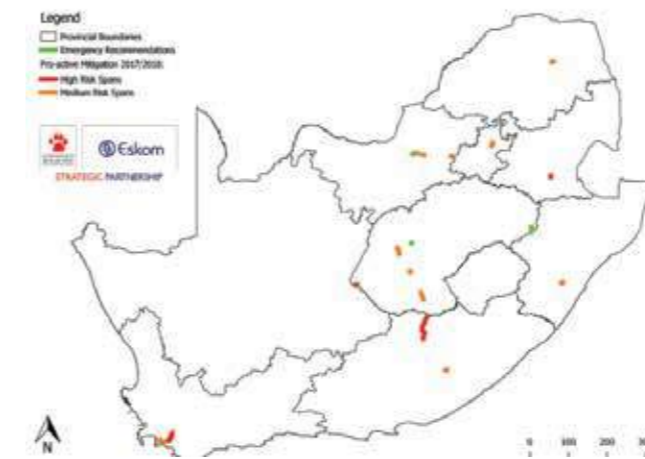 Legend
Provincial Boundaries
Emergency Recommendations
Pro-active Mitigation 2017/2018:
High Risk Spans
Medium Risk Spans
Eskom
STRATEGIC PARTNERSHIP
N
0 100 200